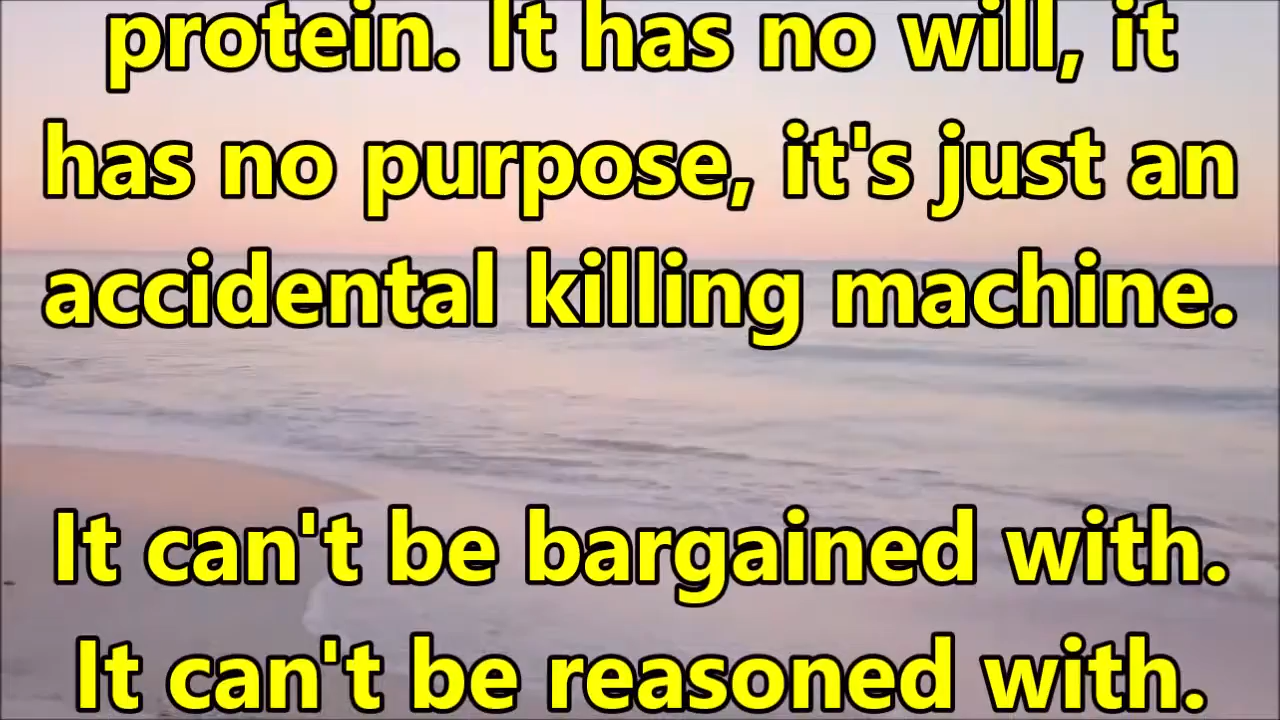 protein. It has no will, it
has no purpose, it's just an
accidental killing machine.
It can't be bargained with.
It can't be reasoned with.